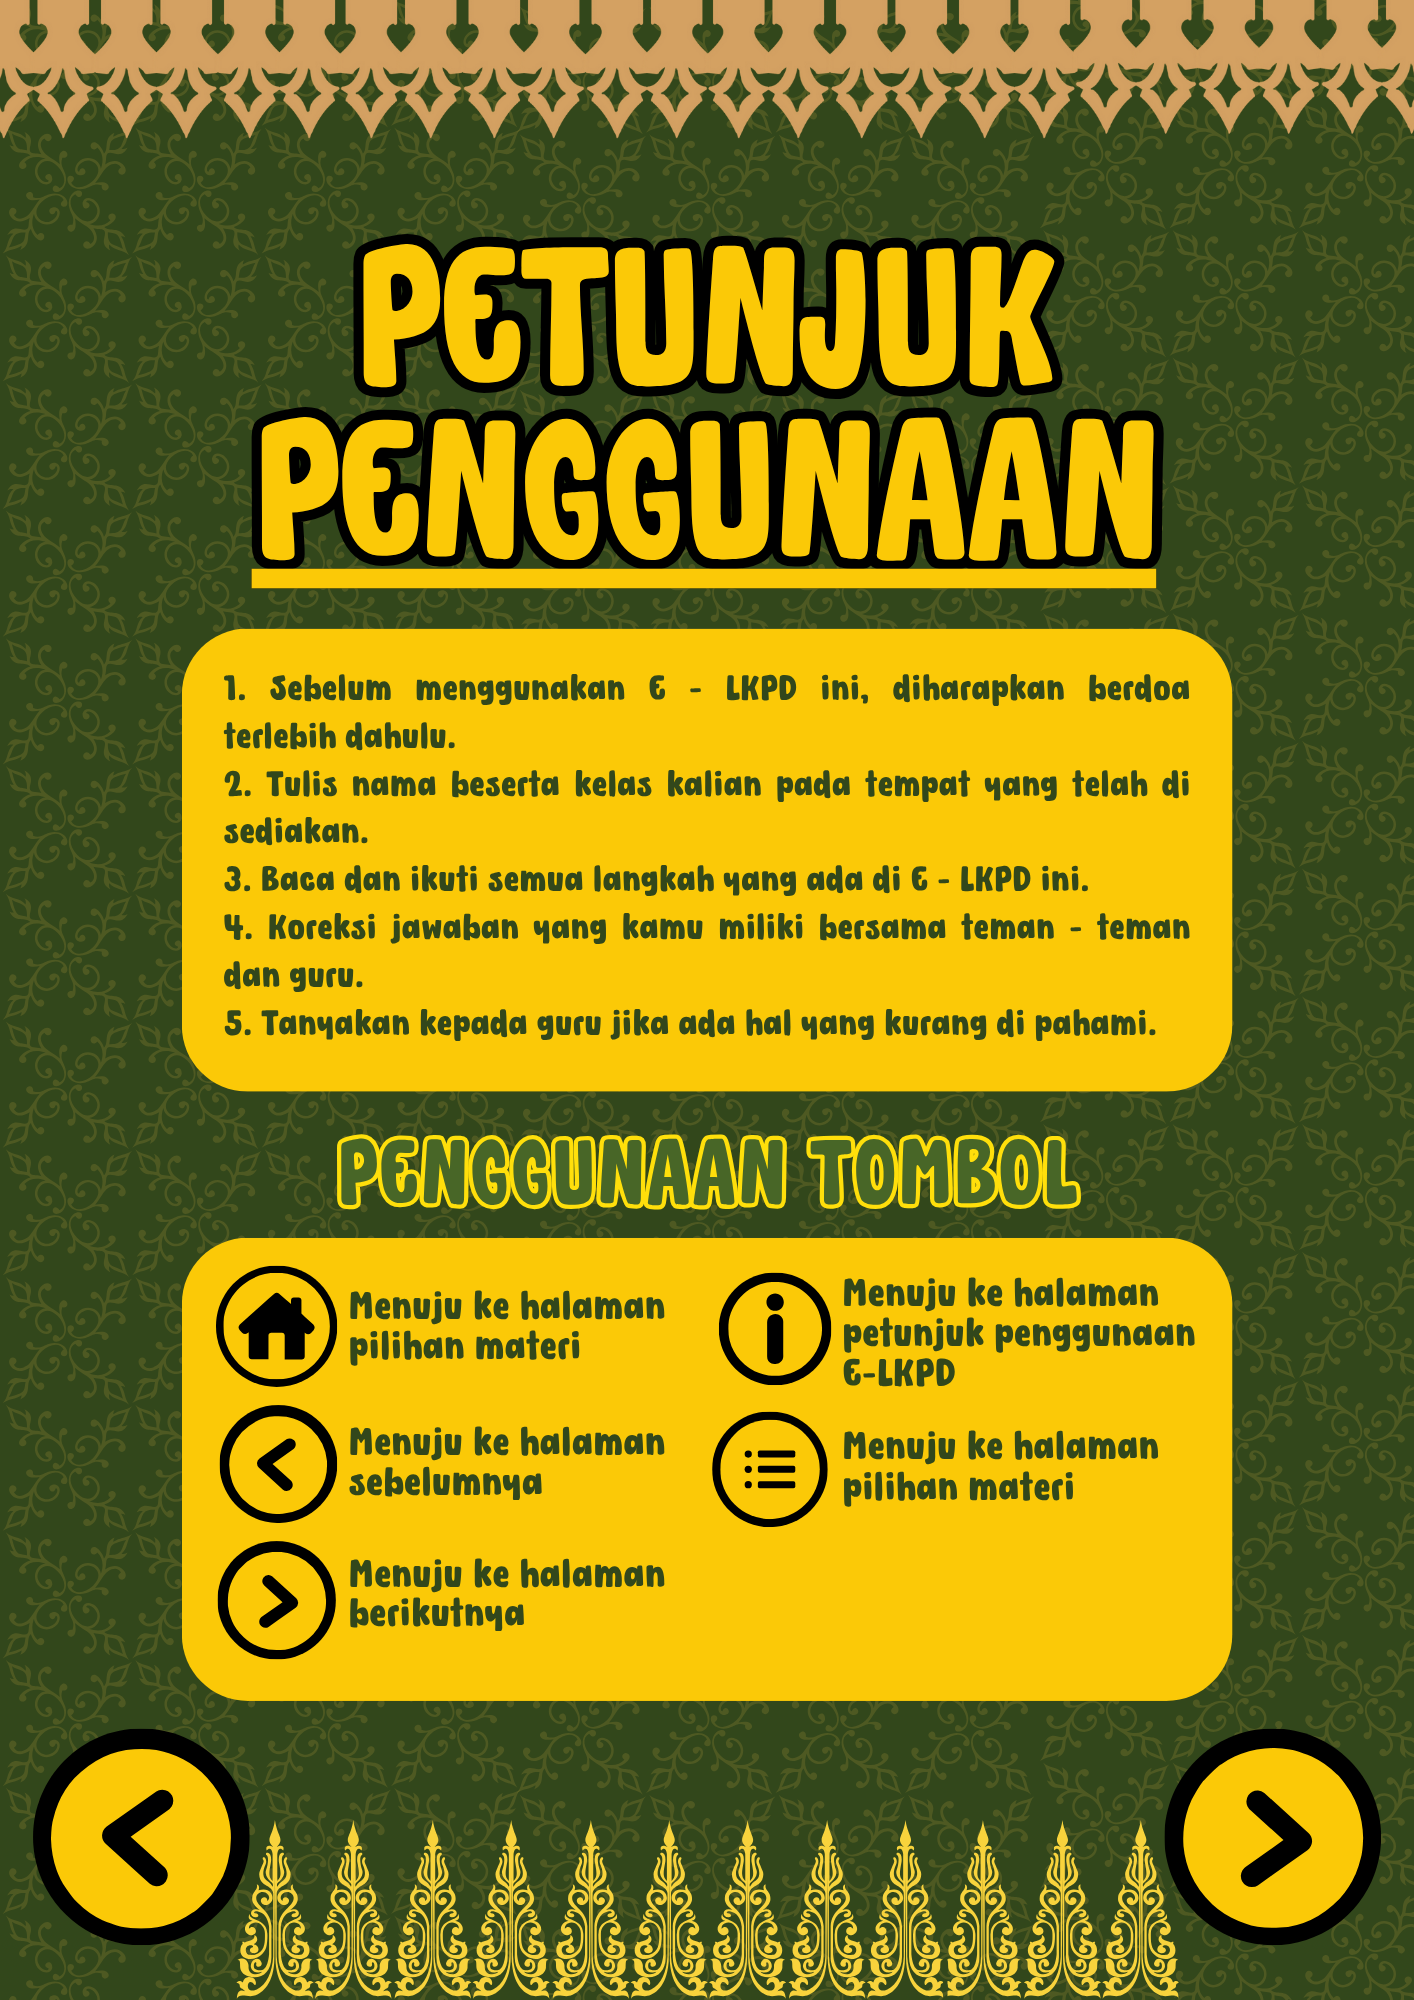 PETUNJUK
PENGGUNAAN
1. Sebelum menggunakan E - LKPD ini, diharapkan berdoa
terlebih dahulu.
2. Tulis nama beserta kelas kalian pada tempat yang telah di
sediakan.
3. Baca dan ikuti semua langkah yang ada di E - LKPD ini.
4. Koreksi jawaban yang kamu miliki bersama teman - teman
dan guru.
5. Tanyakan kepada guru jika ada hal yang kurang di pahami.
PENGGUNAAN TOMBOL
Menuju ke halaman
pilihan materi
Menuju ke halaman
sebelumnya
Menuju ke halaman
berikutnya
Menuju ke halaman
petunjuk penggunaan
E-LKPD
Menuju ke halaman
pilihan materi